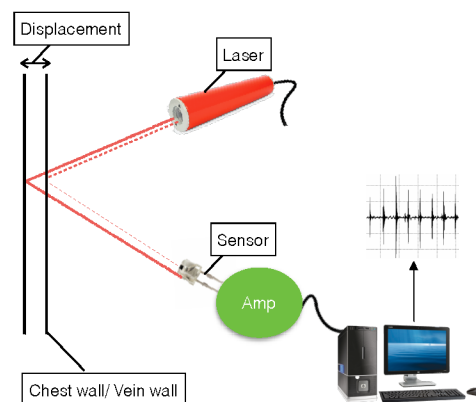 Displacement
Laser
Sensor
Amp
Chest wall/ Vein wall